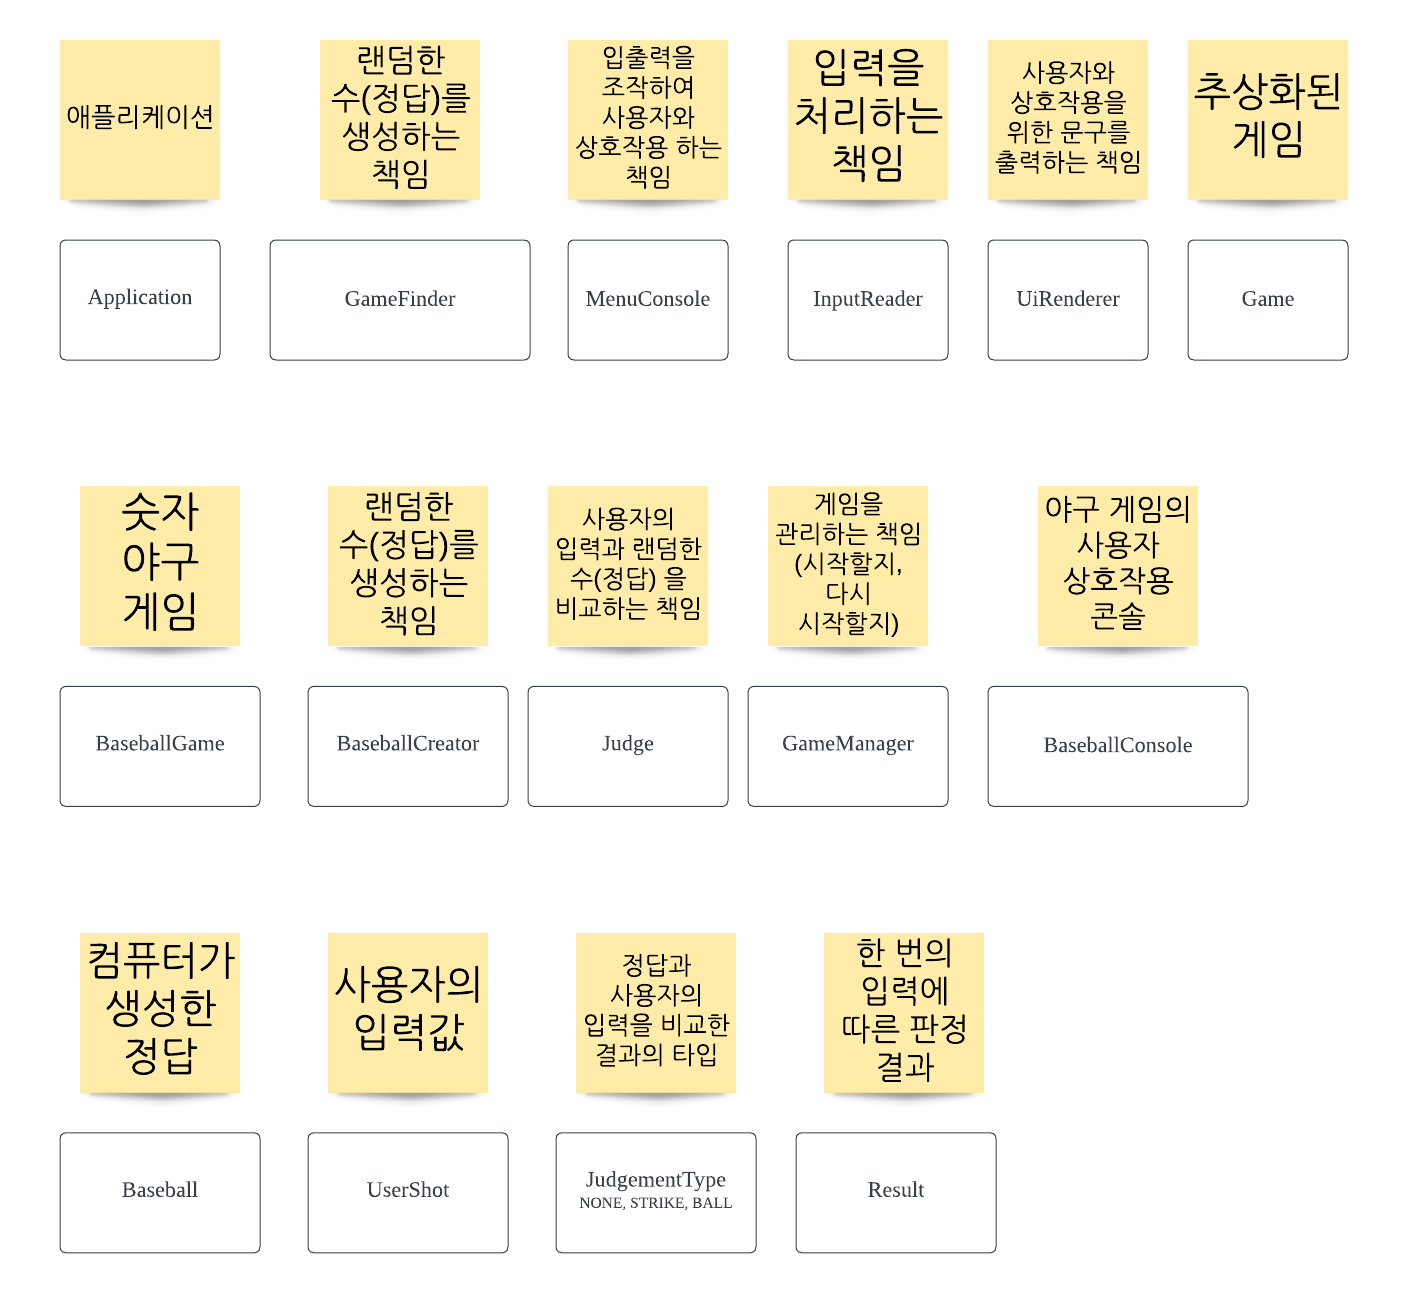 애플리케이션
랜덤한
수(정답)를
생성하는
책임
입출력을
조작하여
사용자와
상호작용 하는
책임
입력을
처리하는
책임
사용자와
상호작용을
위한 문구를
출력하는 책임
추상화된
게임
Application
GameFinder
MenuConsole
InputReader
UiRenderer
Game
숫자
야구
게임
랜덤한
수(정답)를
생성하는
책임
사용자의
입력과 랜덤한
수(정답) 을
비교하는 책임
게임을
관리하는 책임
(시작할지,
다시
시작할지)
야구 게임의
사용자
상호작용
콘솔
BaseballGame
BaseballCreator
Judge
GameManager
BaseballConsole
컴퓨터가
생성한
정답
사용자의
입력값
정답과
사용자의
입력을 비교한
결과의 타입
한 번의
입력에
따른 판정
결과
Baseball
UserShot
JudgementType
NONE, STRIKE, BALL
Result